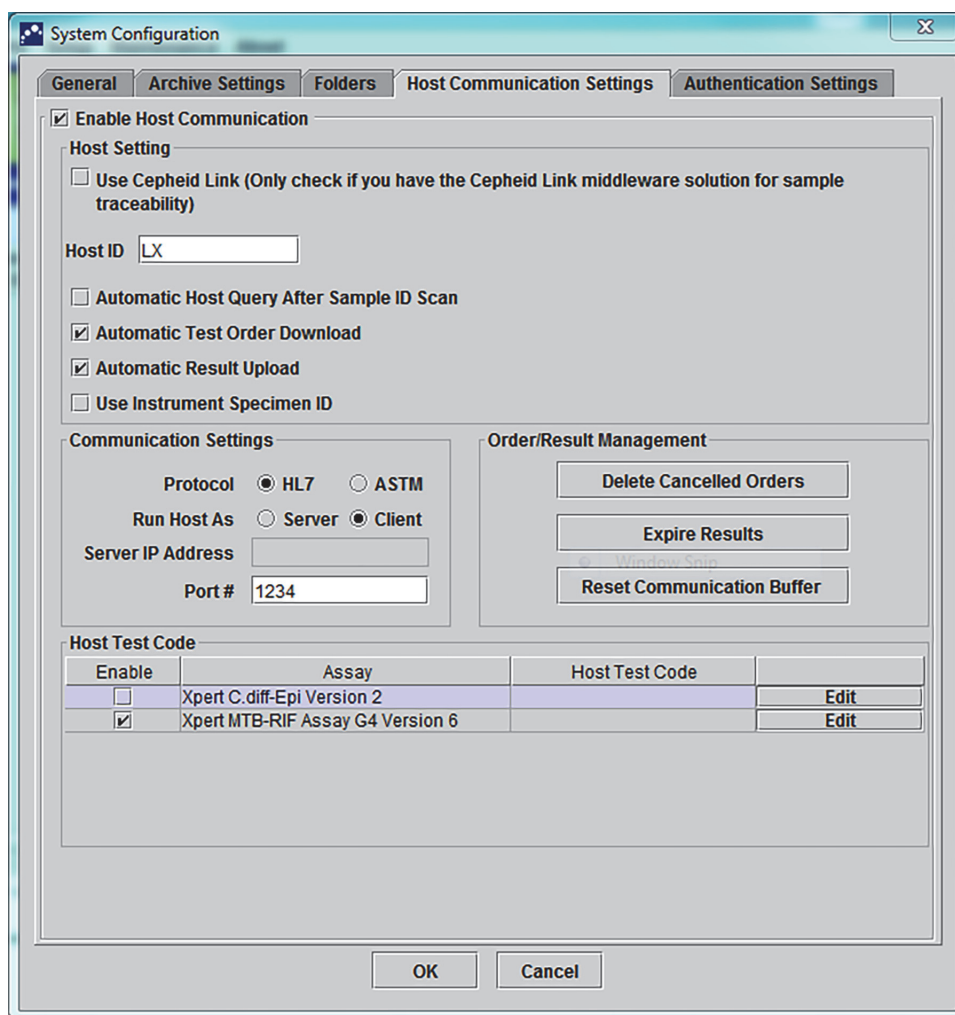 System Configuration
General Archive Settings Folders Host Communication Settings Authentication Settings
Enable Host Communication
Host Setting
Use Cepheid Link (Only check if you have the Cepheid Link middleware solution for sample
traceability)
Host ID LX
Automatic Host Query After Sample ID Scan
Automatic Test Order Download
Automatic Result Upload
Use Instrument Specimen ID
Communication Settings
Protocol HL7 ASTM
Run Host As Server Client
Server IP Address
Port # 1234
Order/Result Management
Delete Cancelled Orders
Expire Results
Window Snip
Reset Communication Buffer
Host Test Code
Enable Assay Host Test Code
Xpert C.diff-Epi Version 2 Edit
Xpert MTB-RIF Assay G4 Version 6 Edit
OK Cancel